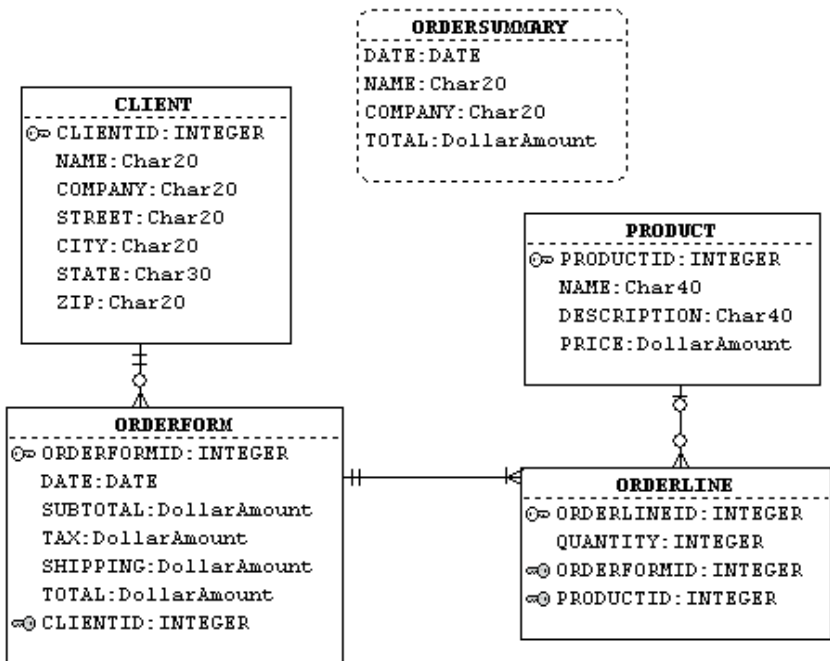 ORDERSUMMARY
DATE:DATE
NAME:Char20
COMPANY:Char20
TOTAL:DollarAmount
CLIENT
CLIENTID:INTEGER
NAME:Char20
COMPANY:Char20
STREET:Char20
CITY:Char20
STATE:Char30
ZIP:Char20
PRODUCT
PRODUCTID:INTEGER
NAME:Char40
DESCRIPTION:Char40
PRICE:DollarAmount
ORDERFORM
ORDERFORMID:INTEGER
DATE:DATE
SUBTOTAL:DollarAmount
TAX:DollarAmount
SHIPPING:DollarAmount
TOTAL:DollarAmount
CLIENTID:INTEGER
ORDERLINE
ORDERLINEID:INTEGER
QUANTITY:INTEGER
ORDERFORMID:INTEGER
PRODUCTID:INTEGER